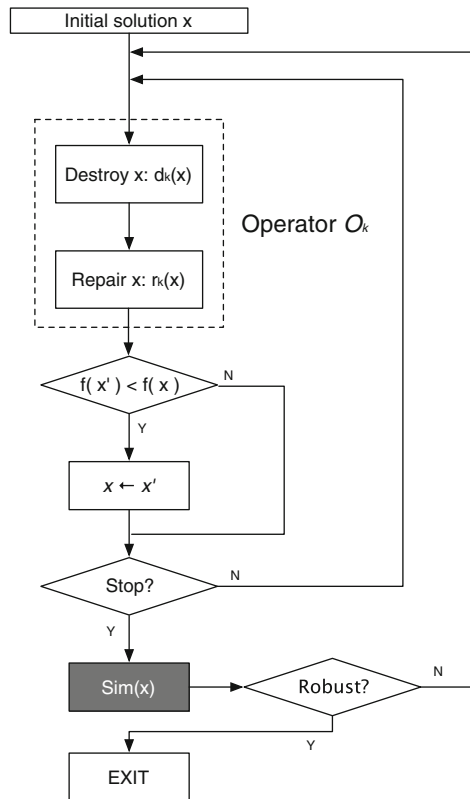 Initial solution x
Destroy x: dk(x)
Operator Ok
Repair x: rk(x)
f( x' ) < f( x )
N
Y
x ← x'
Stop?
N
Y
Sim(x)
Robust?
N
Y
EXIT